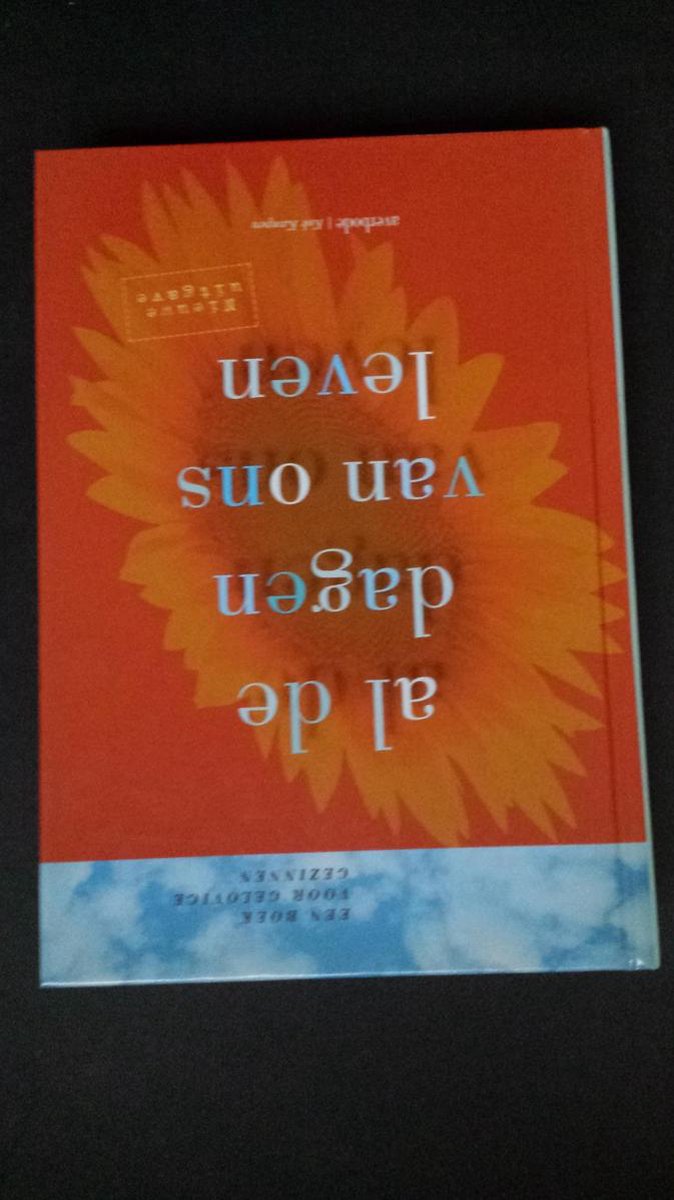 EEN BOEK
VOOR GELOVIGE
GEZINNEN
al de
dagen
van ons
leven
Nieuwe
uitgave
averbode | Kok Kampen